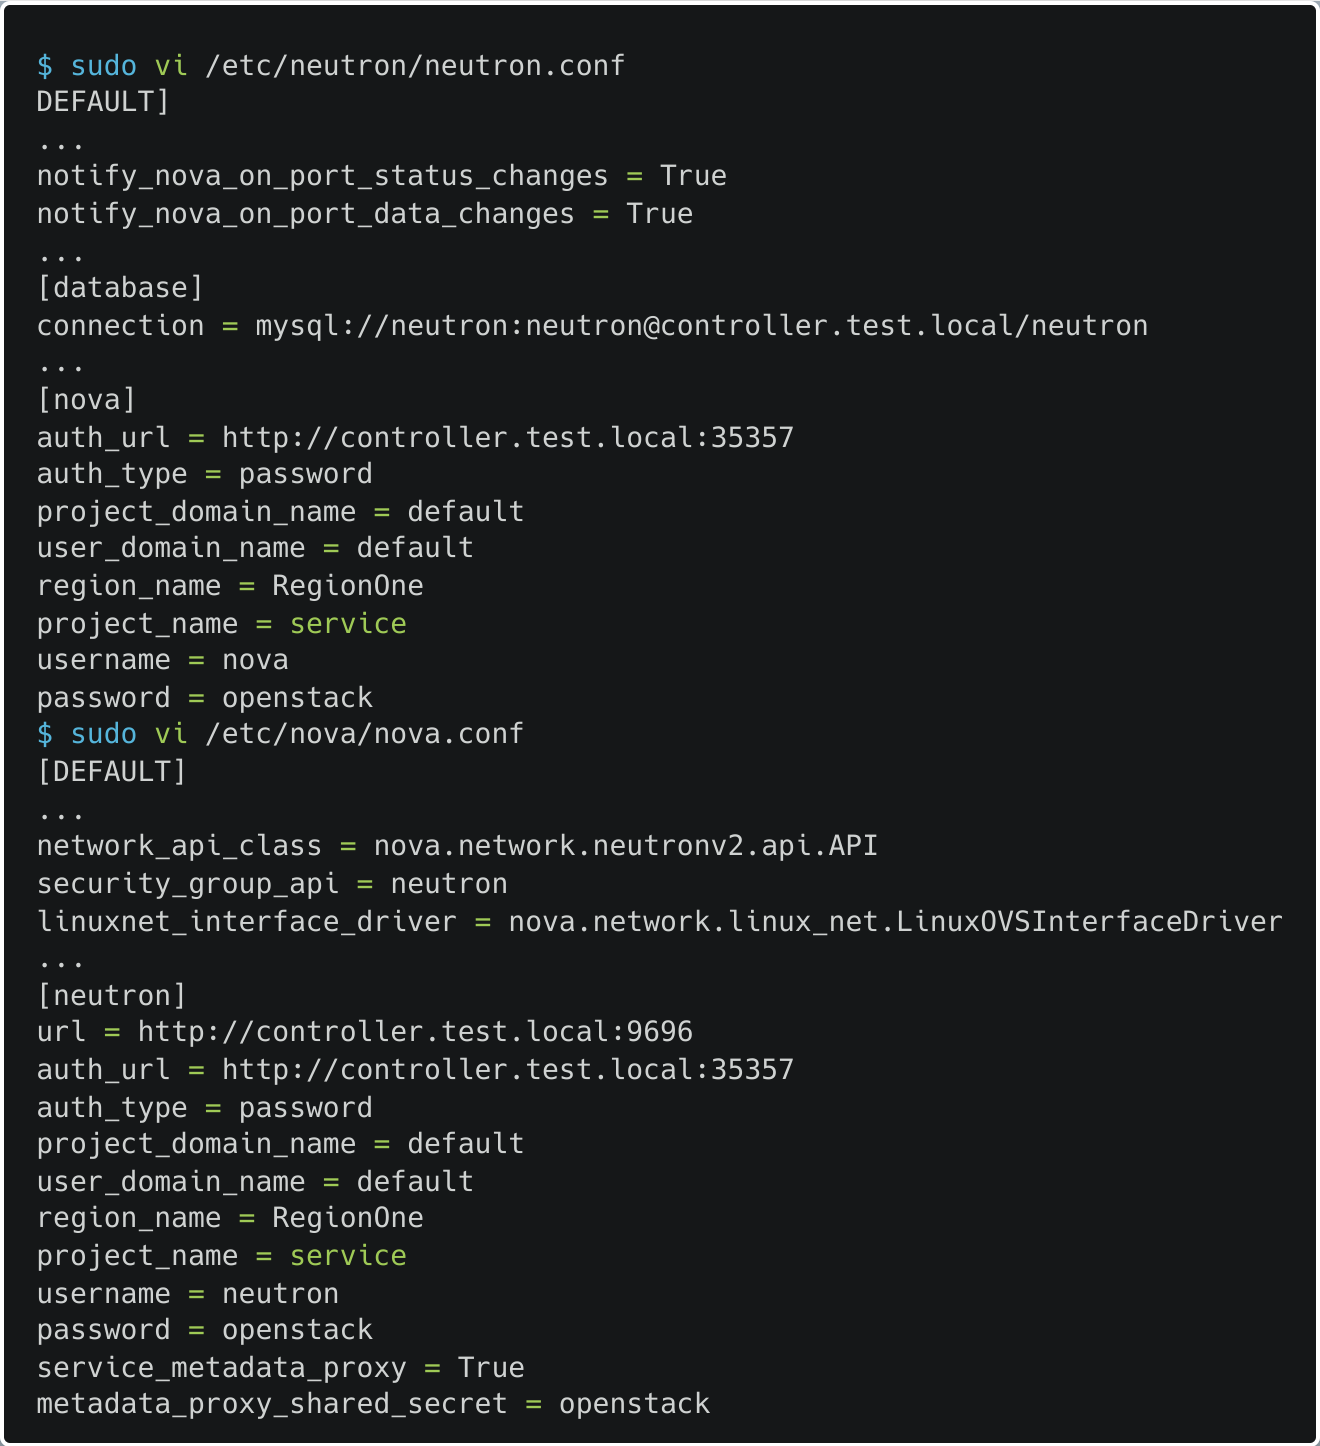 $ sudo vi /etc/neutron/neutron.conf
DEFAULT]
...
notify_nova_on_port_status_changes = True
notify_nova_on_port_data_changes = True
...
[database]
connection = mysql://neutron:neutron@controller.test.local/neutron
...
[nova]
auth_url = http://controller.test.local:35357
auth_type = password
project_domain_name = default
user_domain_name = default
region_name = RegionOne
project_name = service
username = nova
password = openstack
$ sudo vi /etc/nova/nova.conf
[DEFAULT]
...
network_api_class = nova.network.neutronv2.api.API
security_group_api = neutron
linuxnet_interface_driver = nova.network.linux_net.LinuxOVSInterfaceDriver
...
[neutron]
url = http://controller.test.local:9696
auth_url = http://controller.test.local:35357
auth_type = password
project_domain_name = default
user_domain_name = default
region_name = RegionOne
project_name = service
username = neutron
password = openstack
service_metadata_proxy = True
metadata_proxy_shared_secret = openstack